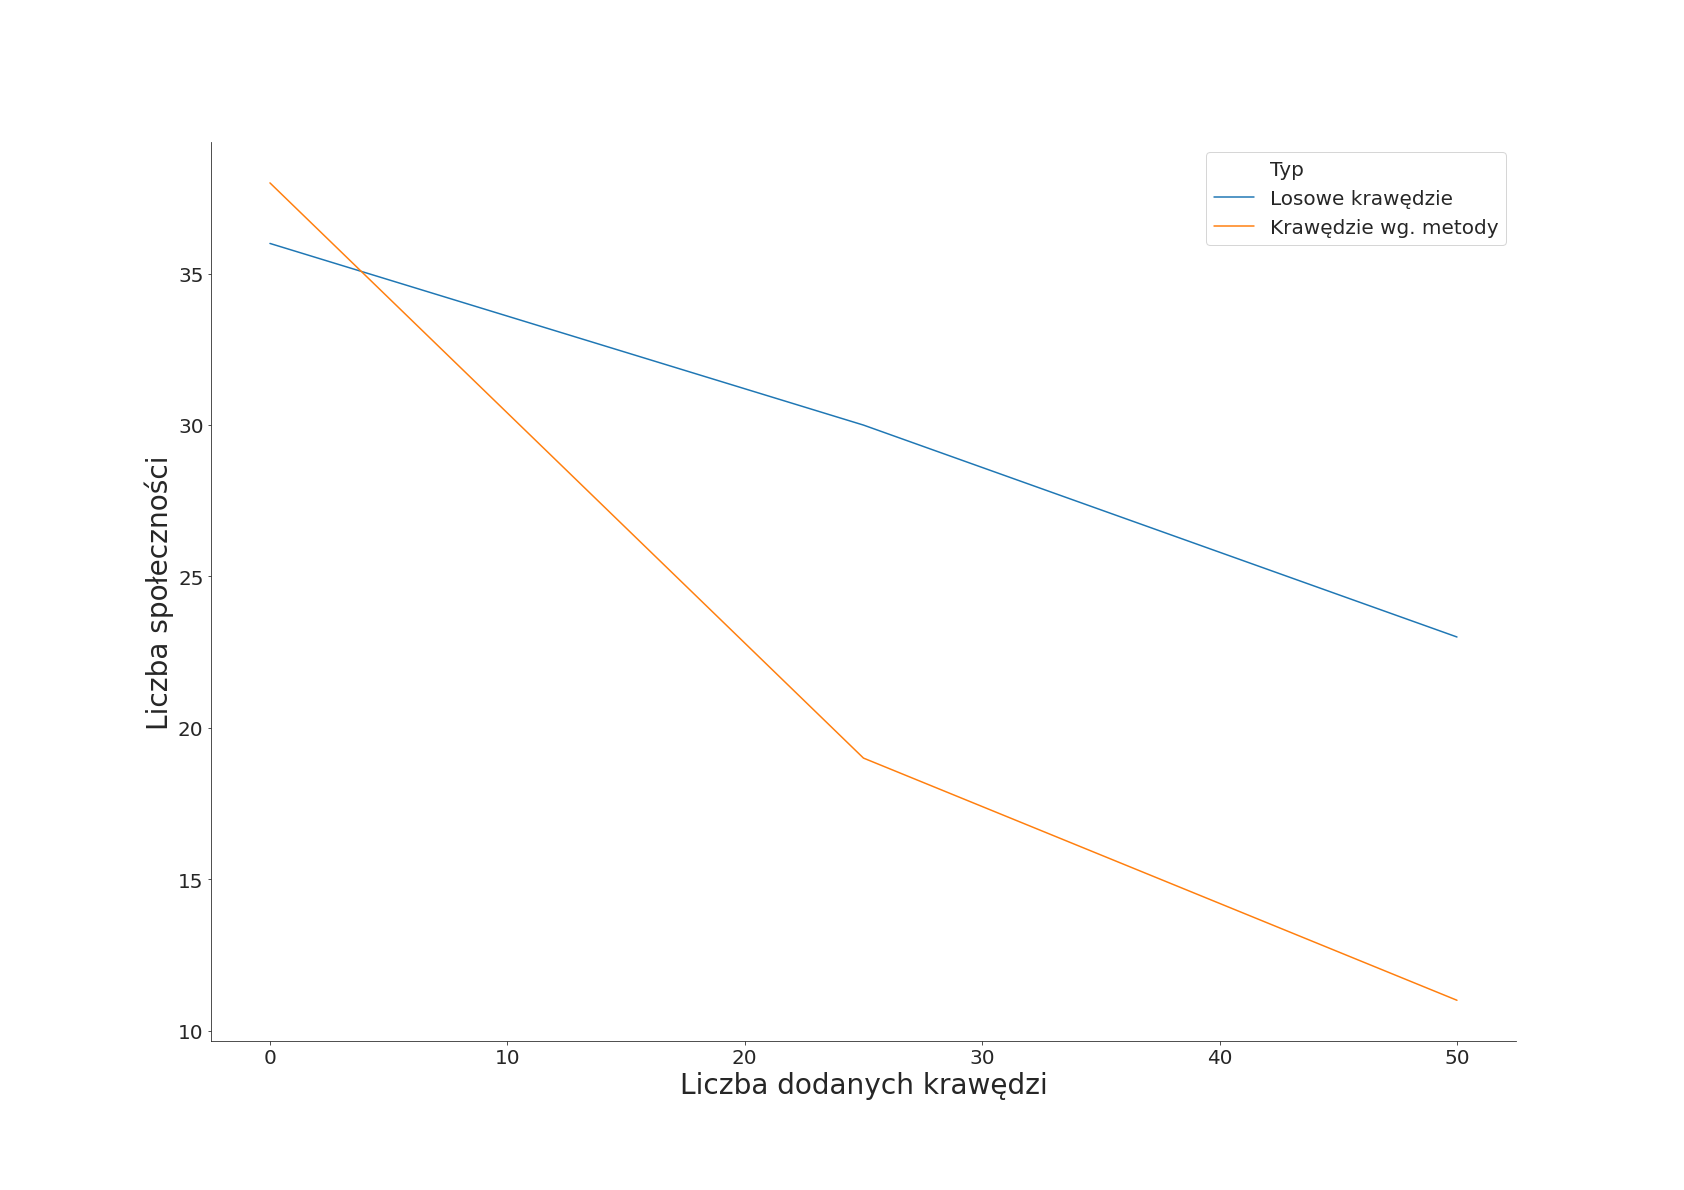 Typ
Losowe krawędzie
Krawędzie wg. metody
35
30
25
20
15
10
Liczba społeczności
0 10 20 30 40 50
Liczba dodanych krawędzi